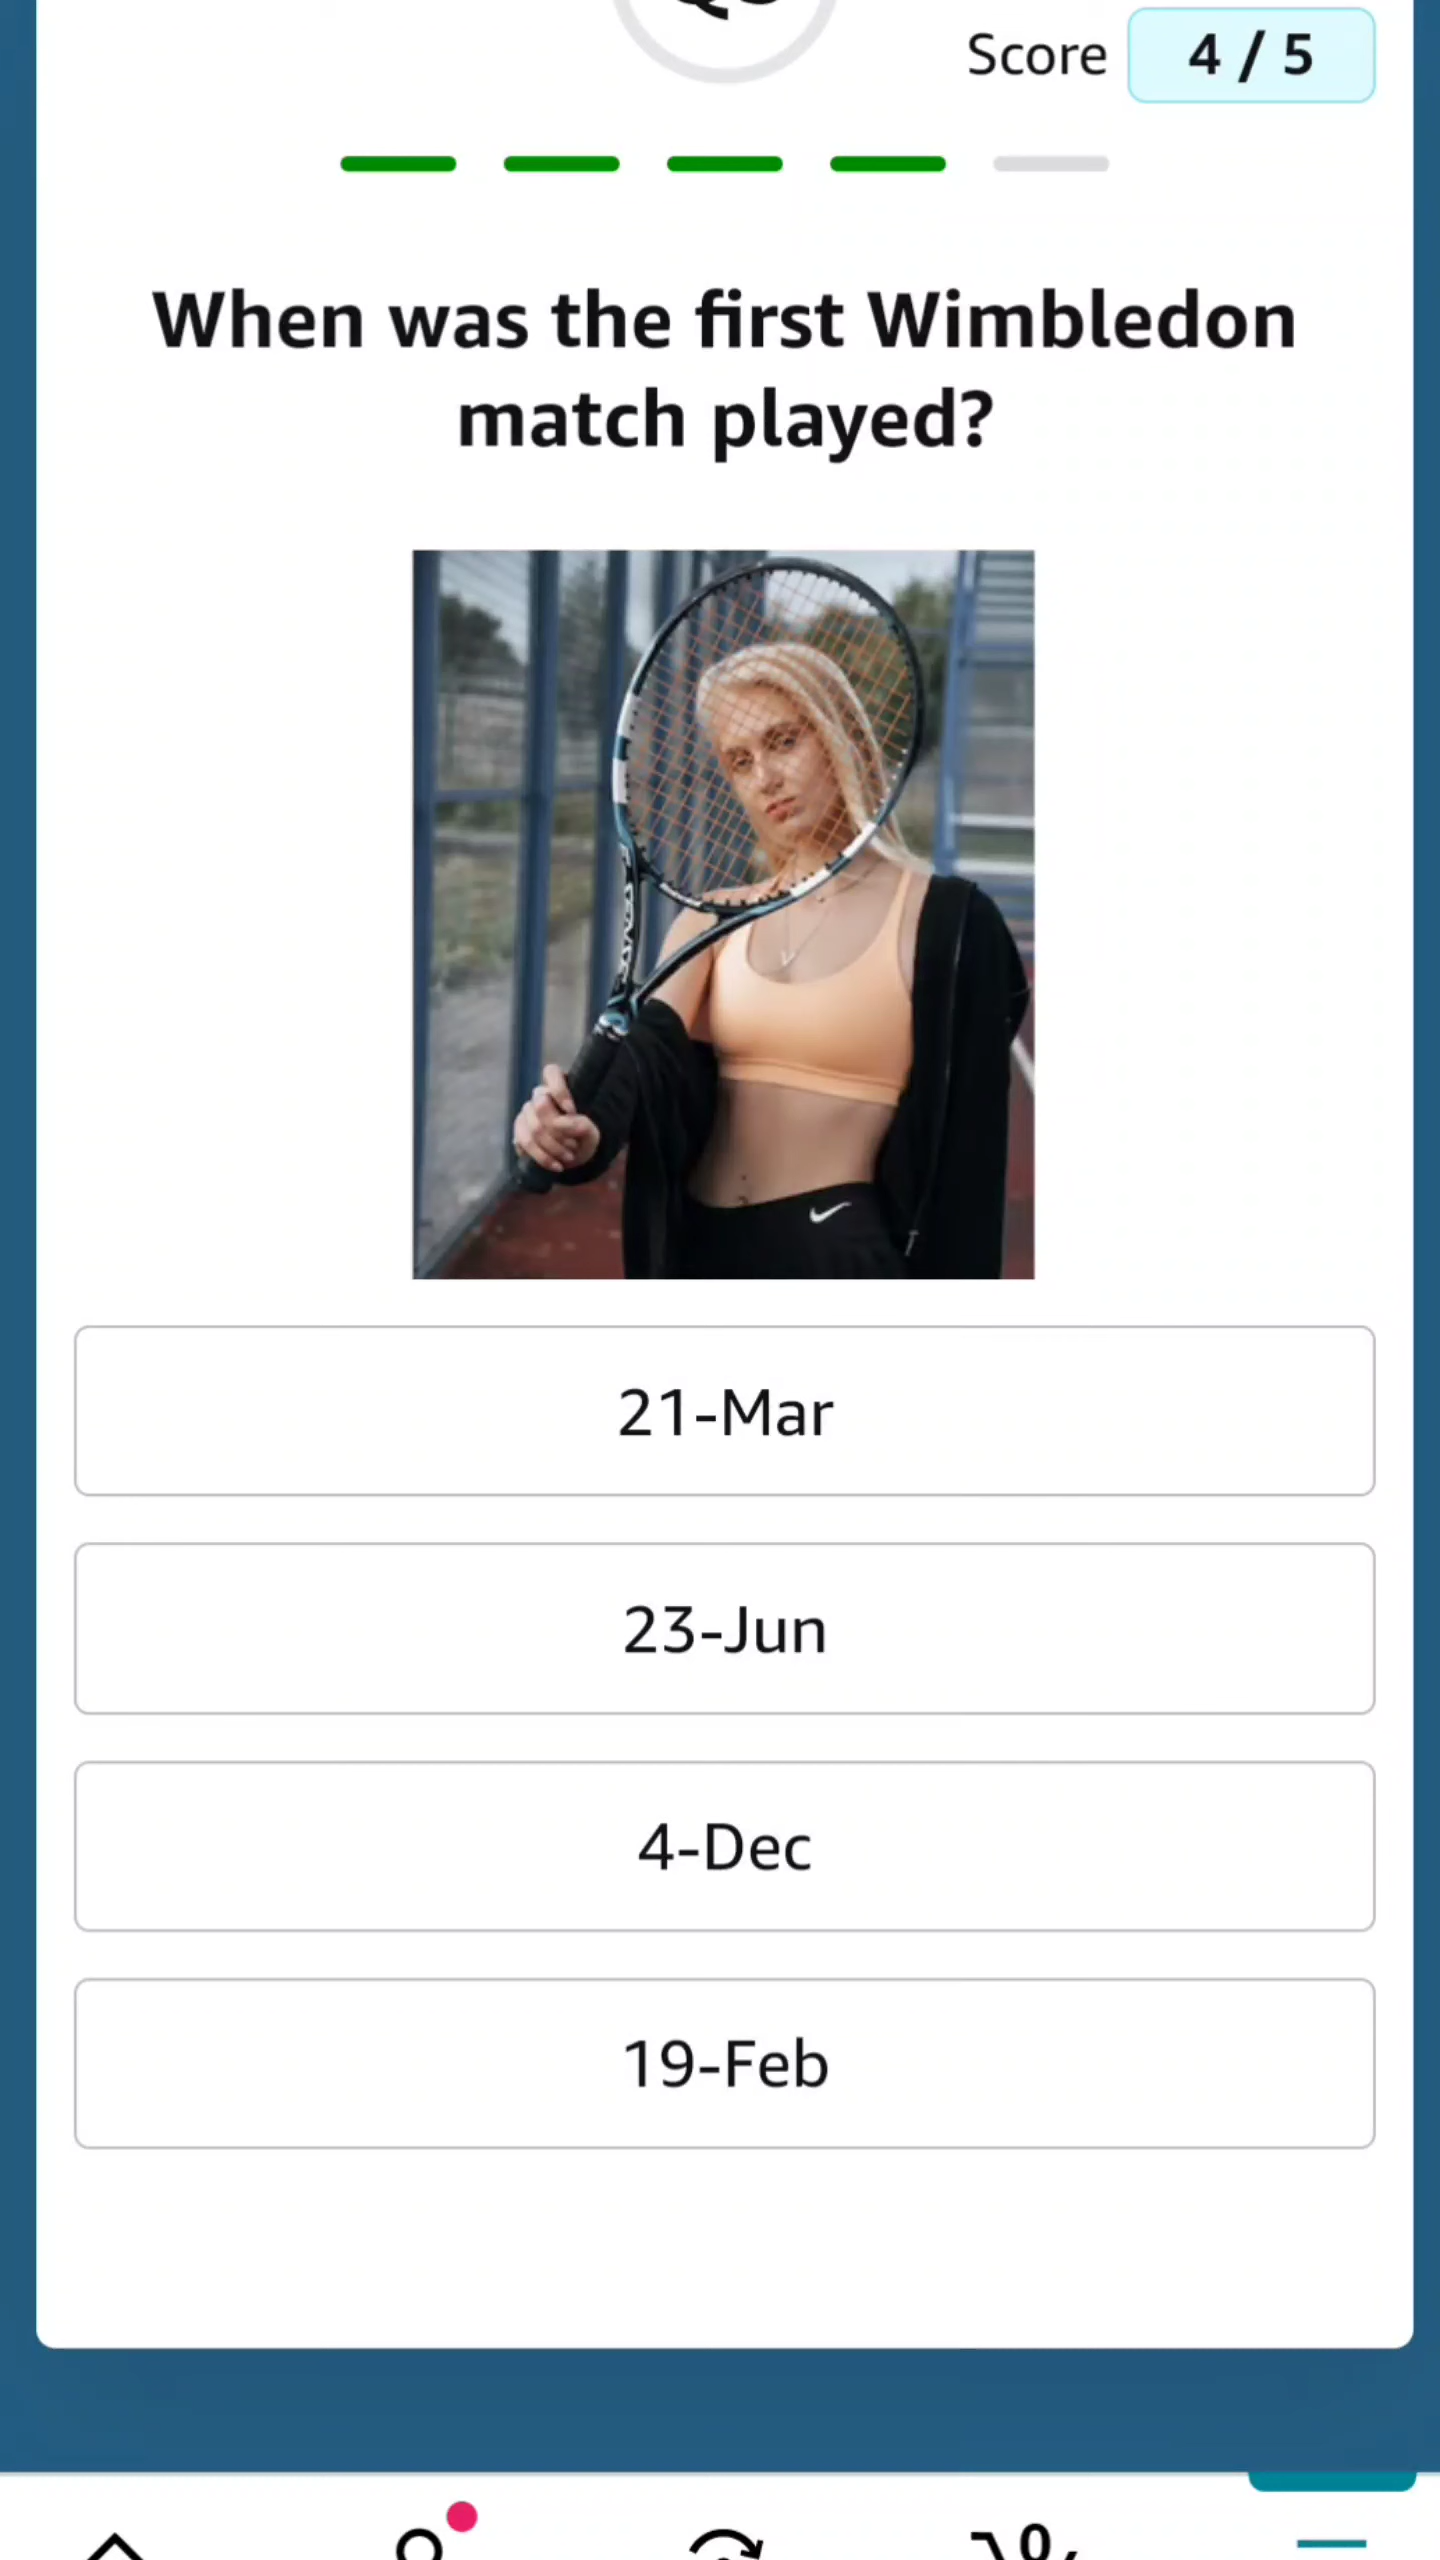 Score 4 / 5
When was the first Wimbledon
match played?
21-Mar
23-Jun
4-Dec
19-Feb